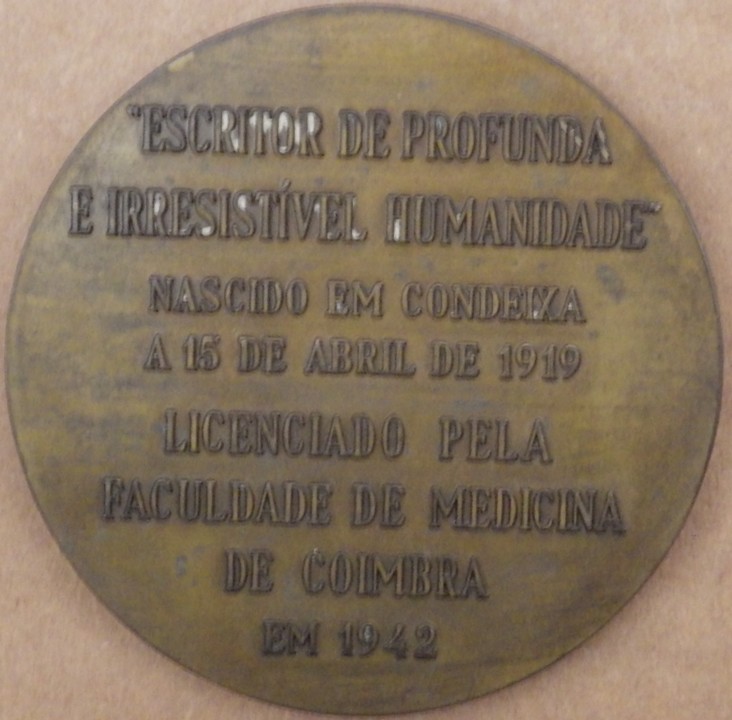 "ESCRITOR DE PROFUNDA
E IRRESISTÍVEL HUMANIDADE"
NASCIDO EM CONDEIXA
A 15 DE ABRIL DE 1919
LICENCIADO PELA
FACULDADE DE MEDICINA
DE COIMBRA
EM 1942